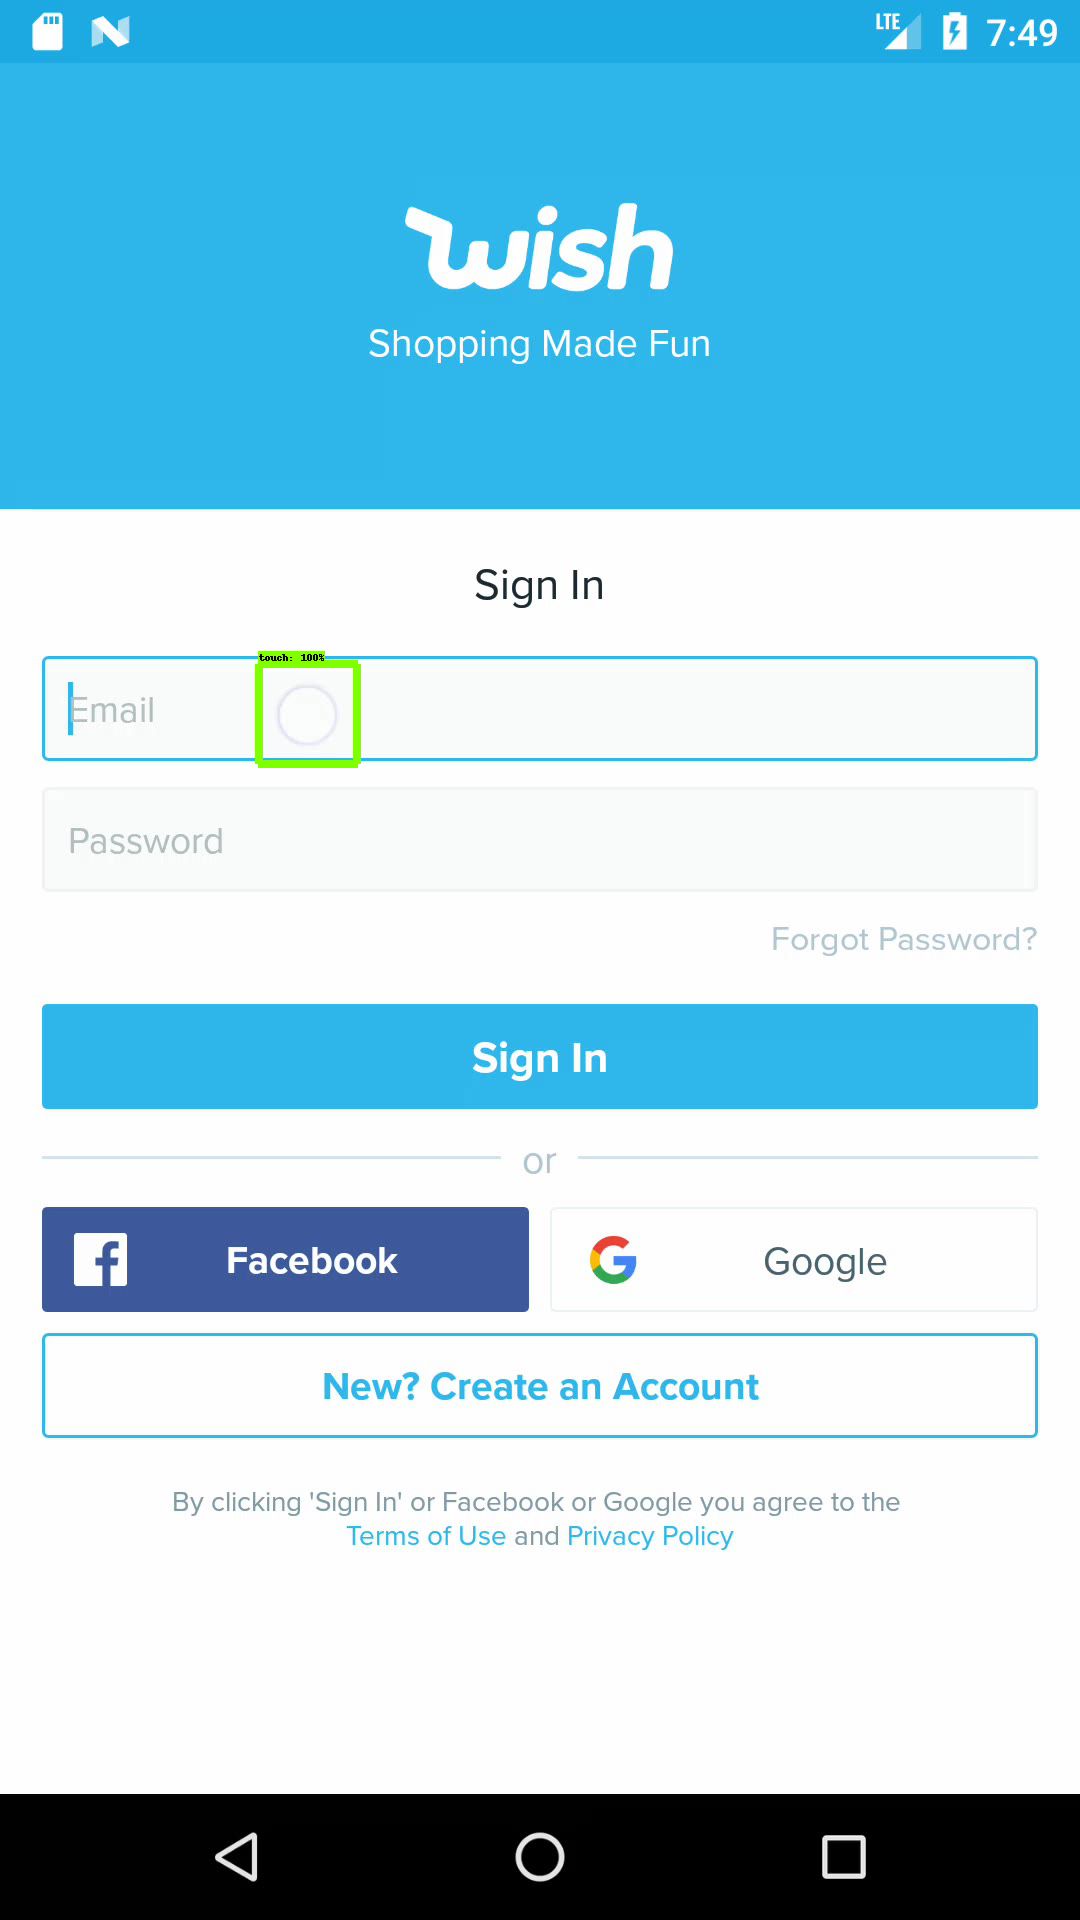 LTE 7:49
wish
Shopping Made Fun
Sign In
touch: 100%
Email
Password
Forgot Password?
Sign In
or
Facebook
Google
New? Create an Account
By clicking 'Sign In' or Facebook or Google you agree to the
Terms of Use and Privacy Policy